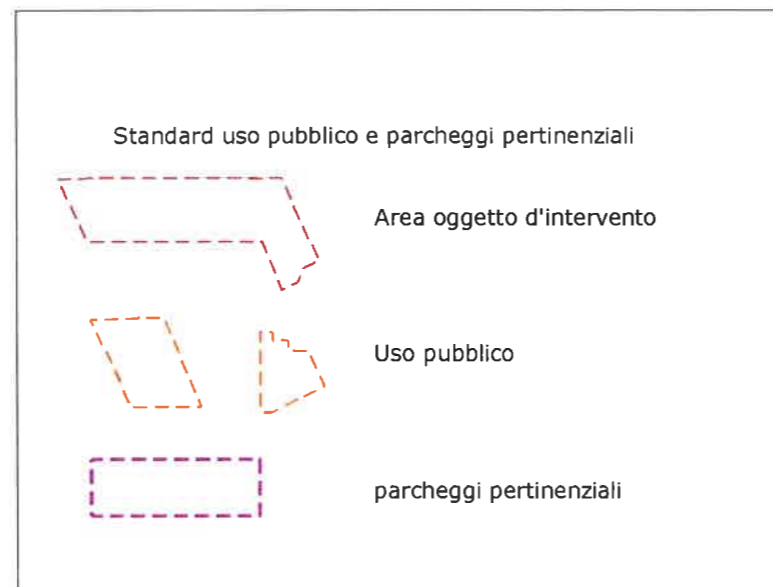 Standard uso pubblico e parcheggi pertinenziali
Area oggetto d'intervento
Uso pubblico
parcheggi pertinenziali